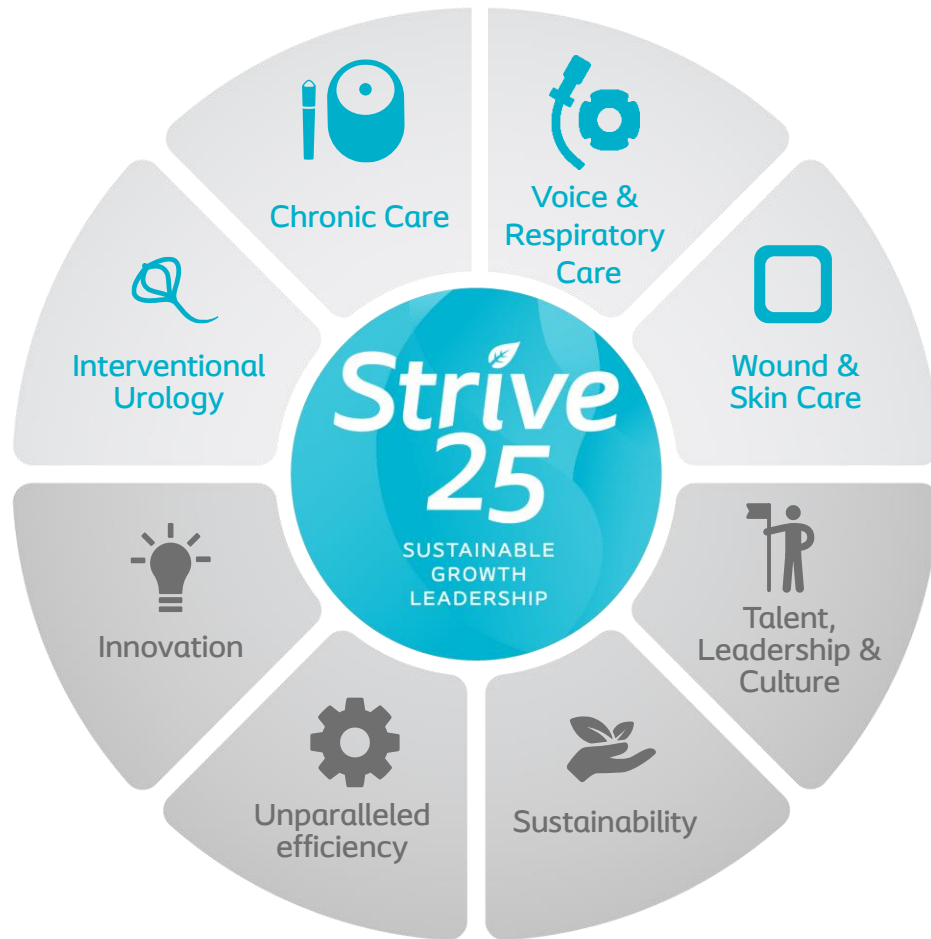 Chronic Care
Voice &
Respiratory
Care
Interventional
Urology
Wound &
Skin Care
Strive
25
SUSTAINABLE
GROWTH
LEADERSHIP
Innovation
Talent,
Leadership &
Culture
Unparalleled
efficiency
Sustainability